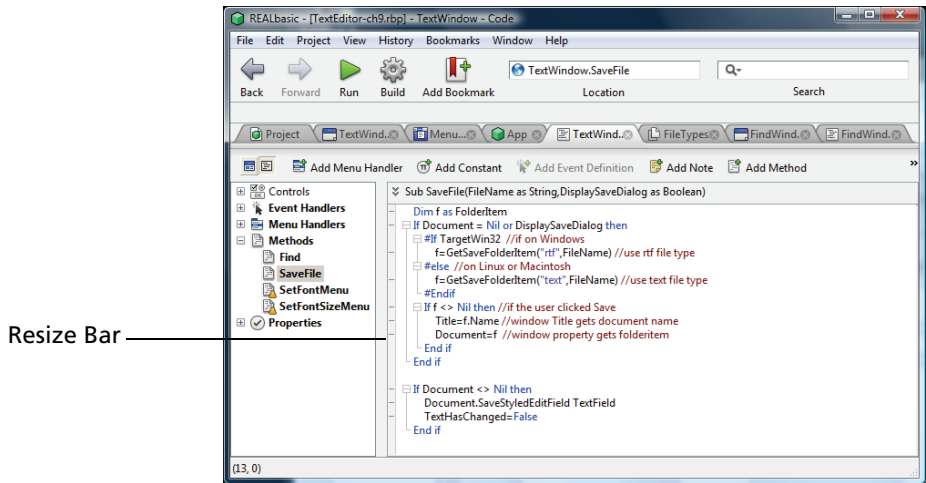 REALbasic - [TextEditor-ch9.rbp] - TextWindow - Code
File Edit Project View History Bookmarks Window Help
TextWindow.SaveFile
Back Forward Run Build Add Bookmark Location Search
Project TextWind.. Menu... App TextWind.. FileTypes FindWind. FindWind.
Add Menu Handler Add Constant Add Event Definition Add Note Add Method »
Controls
Event Handlers
Menu Handlers
Methods
Find
SaveFile
SetFontMenu
SetFontSizeMenu
Properties
Sub SaveFile(FileName as String,DisplaySaveDialog as Boolean)
Dim f as FolderItem
If Document = Nil or DisplaySaveDialog then
#If TargetWin32 //if on Windows
f=GetSaveFolderItem("rtf",FileName) //use rtf file type
#else //on Linux or Macintosh
f=GetSaveFolderItem("text",FileName) //use text file type
#Endif
If f <> Nil then //if the user clicked Save
Title=f.Name //window Title gets document name
Document=f //window property gets folderitem
End if
End if
If Document <> Nil then
Document.SaveStyledEditField TextField
TextHasChanged=False
End if
Resize Bar
(13, 0)